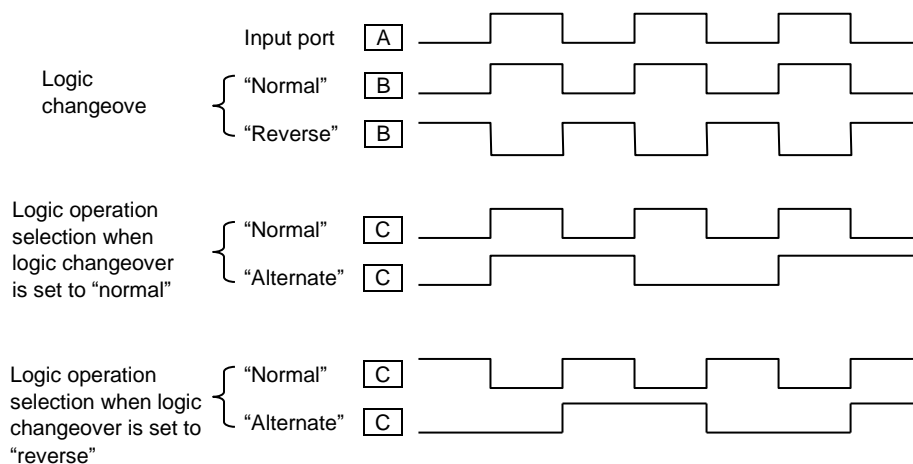 Input port A
Logic
changeove
“Normal” B
“Reverse” B
Logic operation
selection when
logic changeover
is set to “normal”
“Normal” C
“Alternate” C
Logic operation
selection when logic
changeover is set to
“reverse”
“Normal” C
“Alternate” C